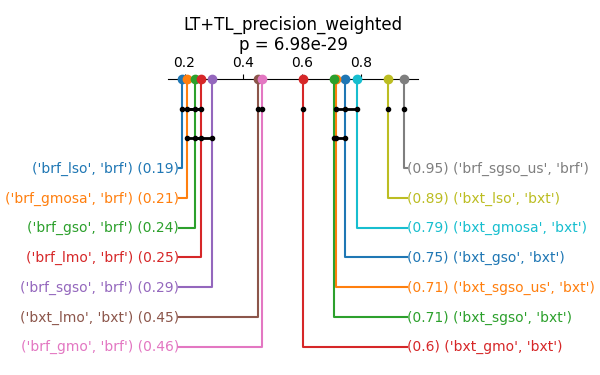 LT+TL_precision_weighted
p = 6.98e-29
0.2 0.4 0.6 0.8
('brf_lso', 'brf') (0.19) (0.95) ('brf_sgso_us', 'brf')
('brf_gmosa', 'brf') (0.21) (0.89) ('bxt_lso', 'bxt')
('brf_gso', 'brf') (0.24) (0.79) ('bxt_gmosa', 'bxt')
('brf_lmo', 'brf') (0.25) (0.75) ('bxt_gso', 'bxt')
('brf_sgso', 'brf') (0.29) (0.71) ('bxt_sgso_us', 'bxt')
('bxt_lmo', 'bxt') (0.45) (0.71) ('bxt_sgso', 'bxt')
('brf_gmo', 'brf') (0.46) (0.6) ('bxt_gmo', 'bxt')